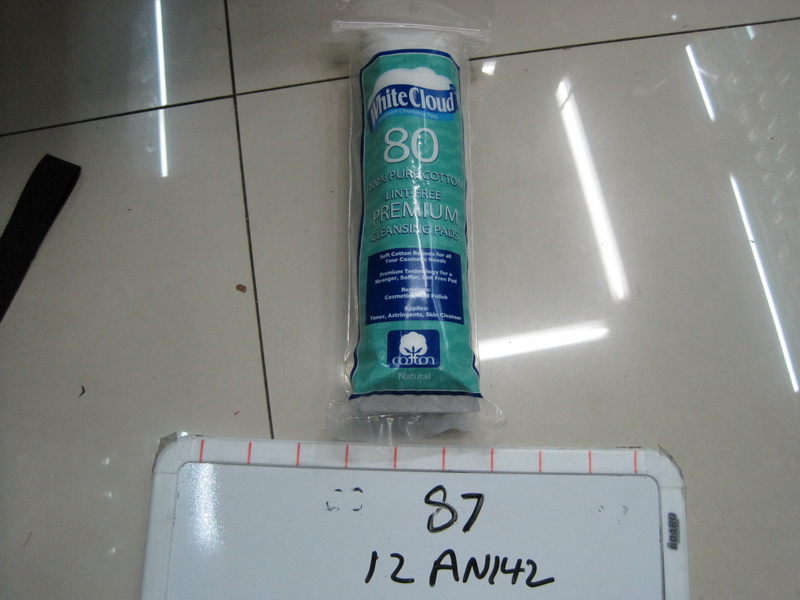 WhiteCloud
80
100% PURE COTTON
LINT-FREE
PREMIUM
CLEANSING PADS
Soft Cotton Rounds for all
Your Cosmetic Needs
Premium Technology for a
Stronger, Softer, Lint Free Pad
Removes:
Cosmetics and Polish
Applies:
Toner, Astringents, Skin Cleanser
cotton
Natural
87
12 AN142